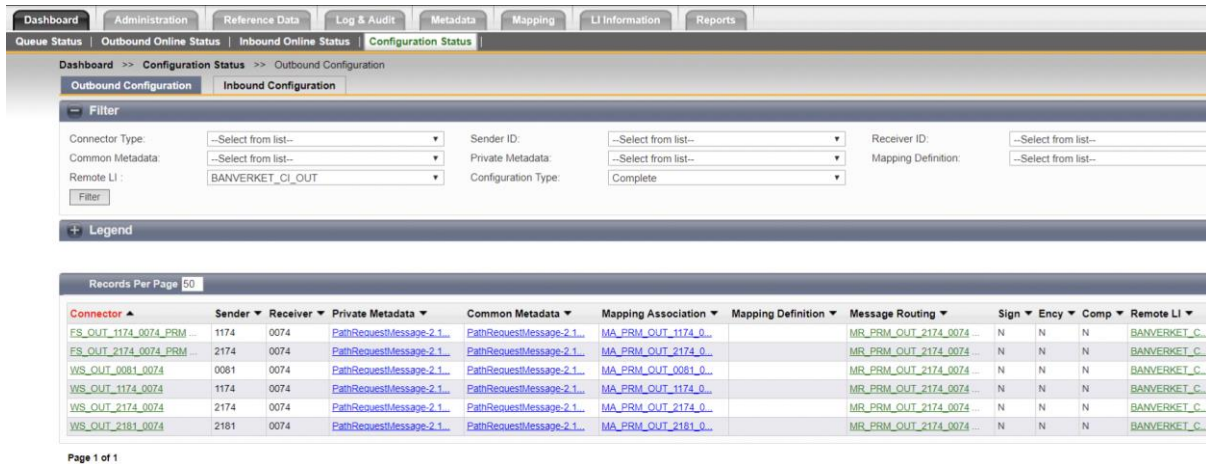 Dashboard Administration Reference Data Log & Audit Metadata Mapping LI Information Reports
Queue Status | Outbound Online Status | Inbound Online Status | Configuration Status |
Dashboard >> Configuration Status >> Outbound Configuration
Outbound Configuration Inbound Configuration
Filter
Connector Type: --Select from list-- Sender ID: --Select from list-- Receiver ID: --Select from list--
Common Metadata: --Select from list-- Private Metadata: --Select from list-- Mapping Definition: --Select from list--
Remote LI : BANVERKET_CI_OUT Configuration Type: Complete
Filter
Legend
Records Per Page 50
Connector Sender Receiver Private Metadata Common Metadata Mapping Association Mapping Definition Message Routing Sign Ency Comp Remote LI
FS_OUT_1174_0074_PRM ... 1174 0074 PathRequestMessage-2.1... PathRequestMessage-2.1... MA_PRM_OUT_1174_0... MR_PRM_OUT_2174_0074 ... N N N BANVERKET_C...
FS_OUT_2174_0074_PRM ... 2174 0074 PathRequestMessage-2.1... PathRequestMessage-2.1... MA_PRM_OUT_2174_0... MR_PRM_OUT_2174_0074 ... N N N BANVERKET_C...
WS_OUT_0081_0074 0081 0074 PathRequestMessage-2.1... PathRequestMessage-2.1... MA_PRM_OUT_0081_0... MR_PRM_OUT_2174_0074 ... N N N BANVERKET_C...
WS_OUT_1174_0074 1174 0074 PathRequestMessage-2.1... PathRequestMessage-2.1... MA_PRM_OUT_1174_0... MR_PRM_OUT_2174_0074 ... N N N BANVERKET_C...
WS_OUT_2174_0074 2174 0074 PathRequestMessage-2.1... PathRequestMessage-2.1... MA_PRM_OUT_2174_0... MR_PRM_OUT_2174_0074 ... N N N BANVERKET_C...
WS_OUT_2181_0074 2181 0074 PathRequestMessage-2.1... PathRequestMessage-2.1... MA_PRM_OUT_2181_0... MR_PRM_OUT_2174_0074 ... N N N BANVERKET_C...
Page 1 of 1